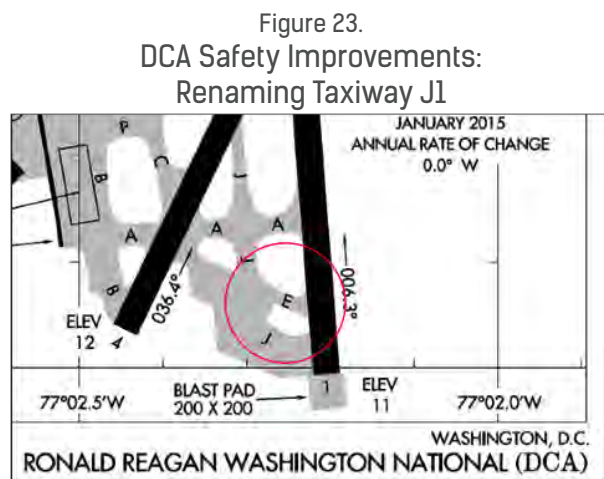 Figure 23.
DCA Safety Improvements:
Renaming Taxiway J1
JANUARY 2015
ANNUAL RATE OF CHANGE
0.0° W
P
C
B
J
A
A
A
J
B
E
J
036.4°
006.3°
ELEV
12
4
BLAST PAD
200 X 200
1
ELEV
11
77°02.5'W
77°02.0'W
WASHINGTON, D.C.
RONALD REAGAN WASHINGTON NATIONAL (DCA)